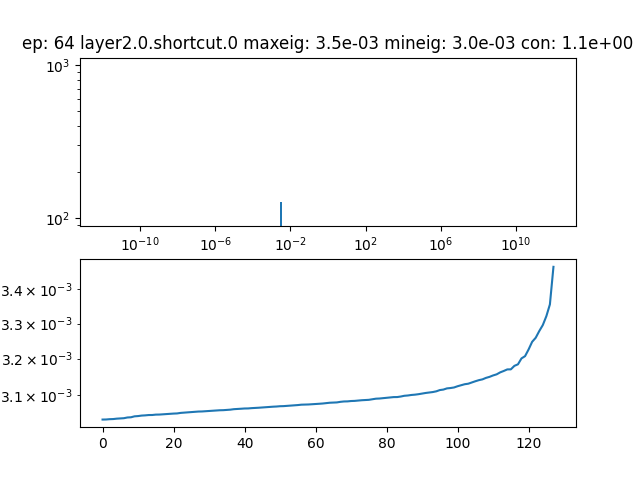 ep: 64 layer2.0.shortcut.0 maxeig: 3.5e-03 mineig: 3.0e-03 con: 1.1e+00
10³
10²
10⁻¹⁰ 10⁻⁶ 10⁻² 10² 10⁶ 10¹⁰
3.4 × 10⁻³
3.3 × 10⁻³
3.2 × 10⁻³
3.1 × 10⁻³
0 20 40 60 80 100 120